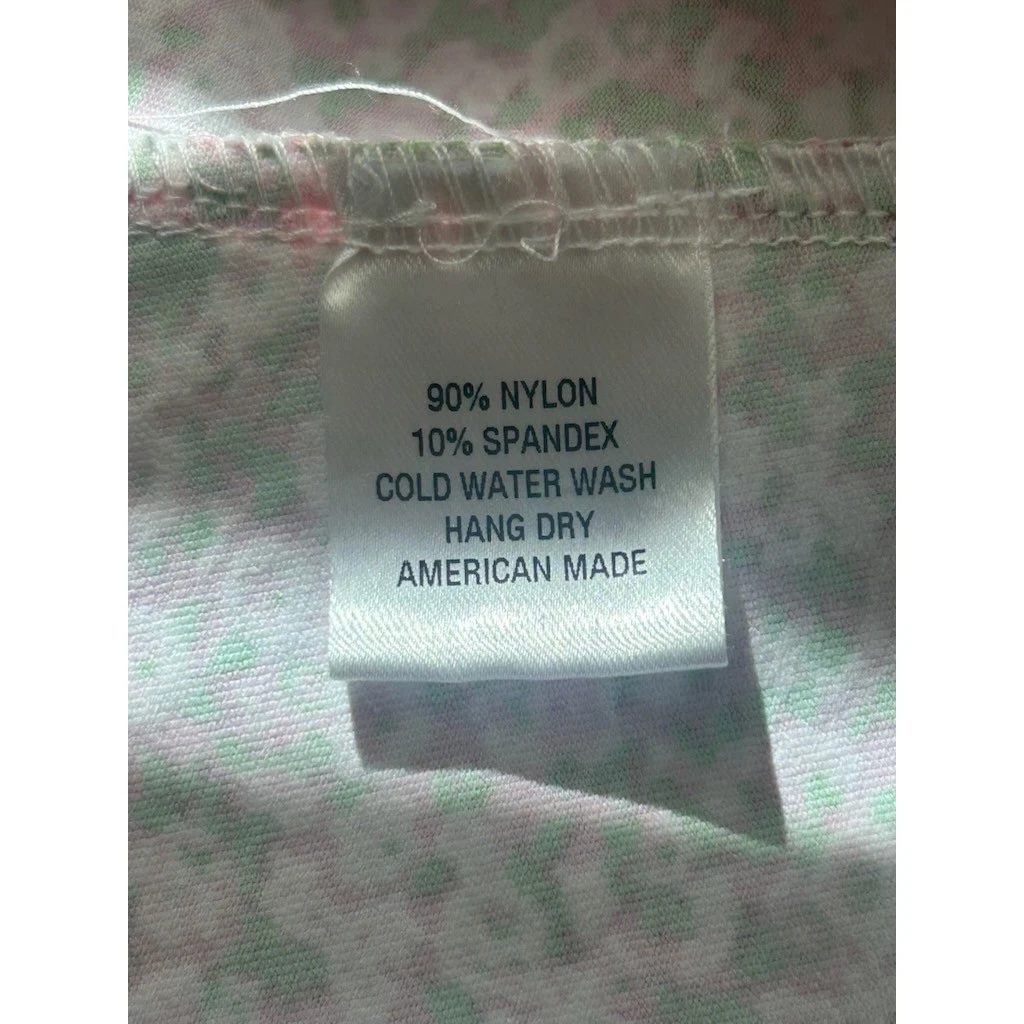 90% NYLON
10% SPANDEX
COLD WATER WASH
HANG DRY
AMERICAN MADE